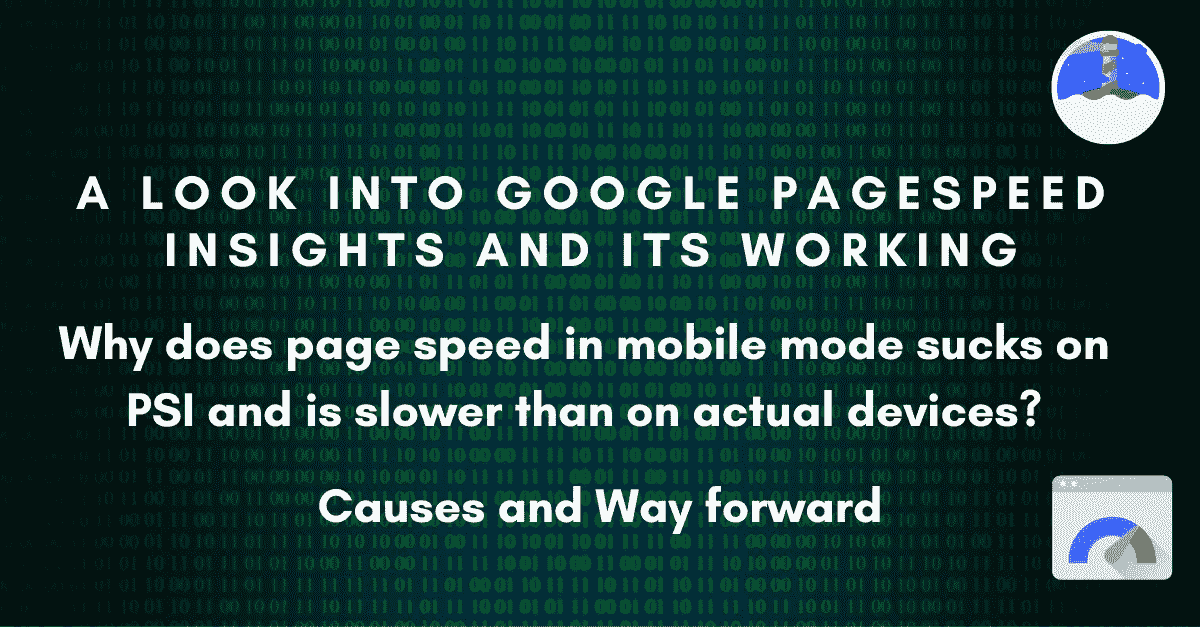 A LOOK INTO GOOGLE PAGESPEED
INSIGHTS AND ITS WORKING
Why does page speed in mobile mode sucks on
PSI and is slower than on actual devices?
Causes and Way forward